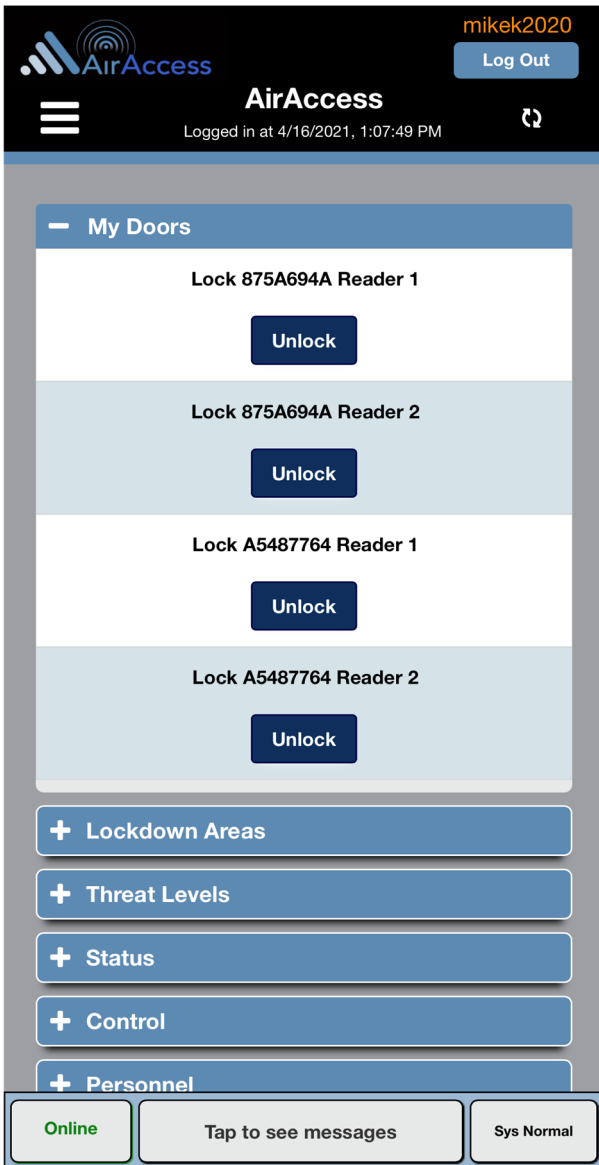 mikek2020
AirAccess
Log Out
AirAccess
Logged in at 4/16/2021, 1:07:49 PM
My Doors
Lock 875A694A Reader 1
Unlock
Lock 875A694A Reader 2
Unlock
Lock A5487764 Reader 1
Unlock
Lock A5487764 Reader 2
Unlock
Lockdown Areas
Threat Levels
Status
Control
Personnel
Online
Tap to see messages
Sys Normal